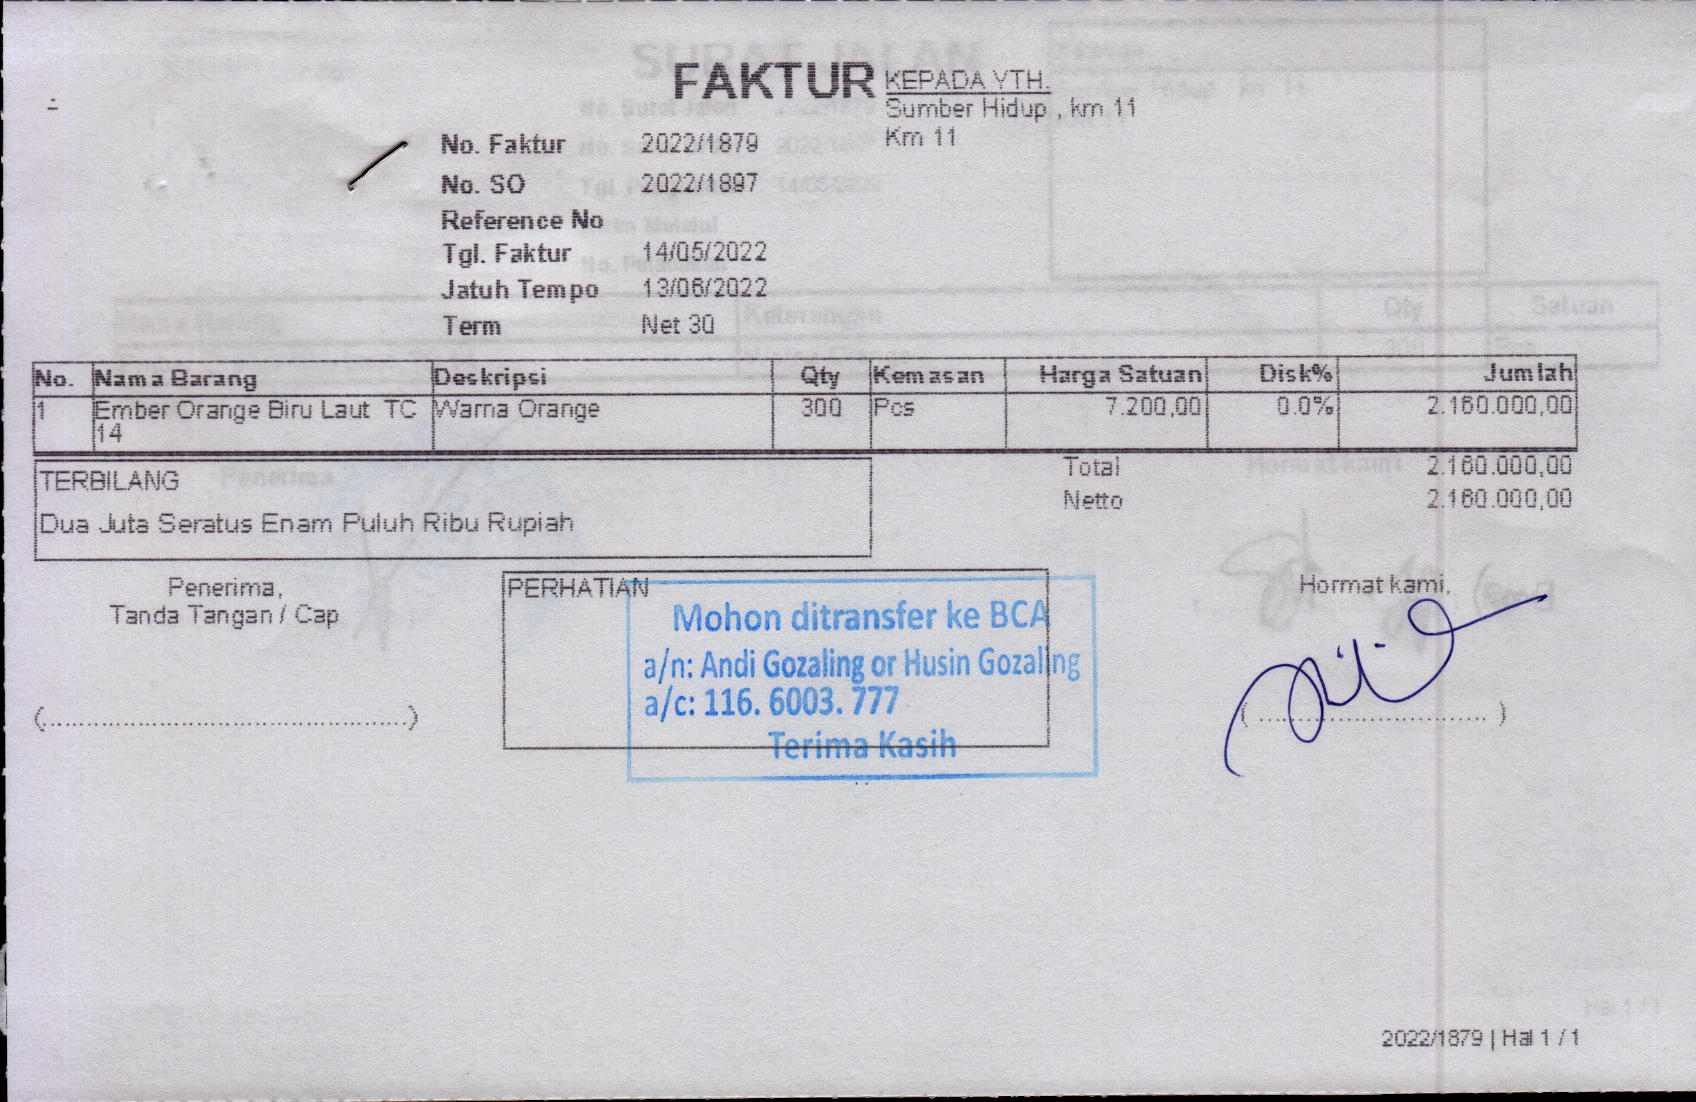 FAKTUR
KEPADA YTH.
Sumber Hidup , km 11
Km 11
No. Faktur 2022/1879
No. SO 2022/1897
Reference No
Tgl. Faktur 14/05/2022
Jatuh Tempo 13/06/2022
Term Net 30
No. Nama Barang Deskripsi Qty Kemasan Harga Satuan Disk% Jumlah
1 Ember Orange Biru Laut TC 14 Warna Orange 300 Pcs 7.200,00 0.0% 2.160.000,00
Total 2.160.000,00
Netto 2.160.000,00
TERBILANG
Dua Juta Seratus Enam Puluh Ribu Rupiah
Penerima,
Tanda Tangan / Cap
(..................................................)
PERHATIAN
Mohon ditransfer ke BCA
a/n: Andi Gozaling or Husin Gozaling
a/c: 116. 6003. 777
Terima Kasih
Hormat kami,
( ................................ )
2022/1879 | Hal 1 / 1